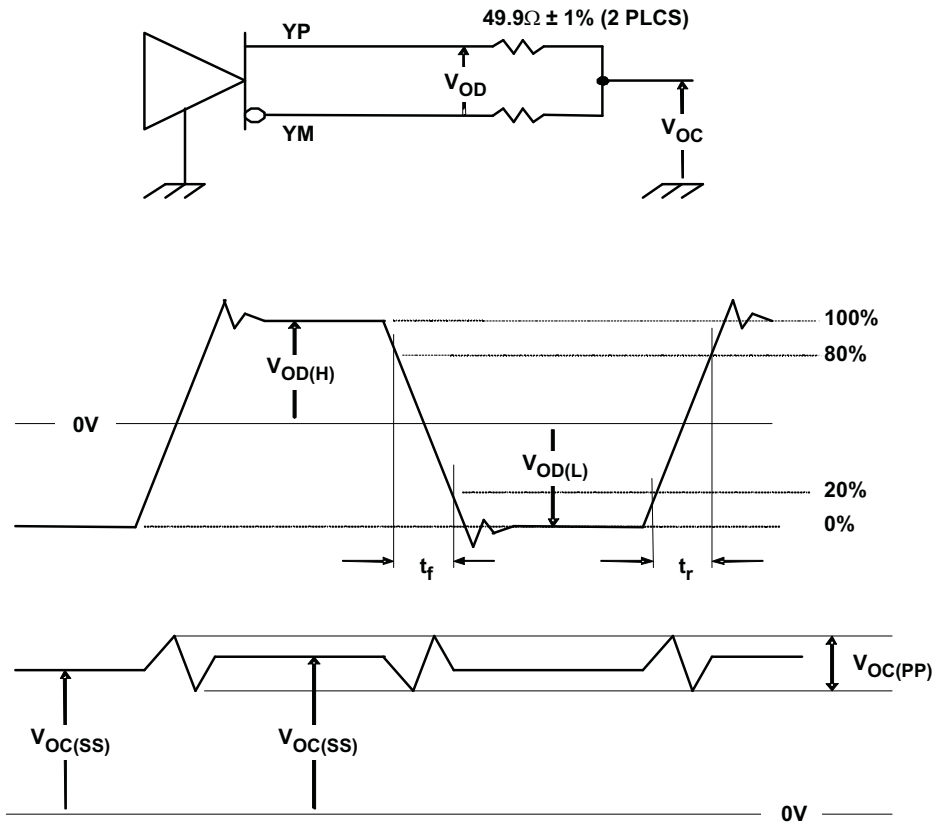 49.9Ω ± 1% (2 PLCS)
YP
VOD
YM
VOC
100%
80%
VOD(H)
0V
VOD(L)
20%
0%
tf
tr
VOC(PP)
VOC(SS)
VOC(SS)
0V